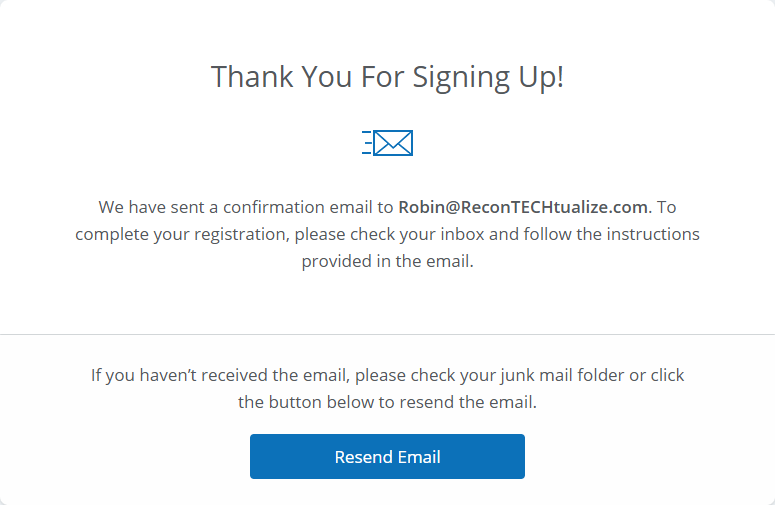 Thank You For Signing Up!
We have sent a confirmation email to Robin@ReconTECHtualize.com. To
complete your registration, please check your inbox and follow the instructions
provided in the email.
If you haven’t received the email, please check your junk mail folder or click
the button below to resend the email.
Resend Email